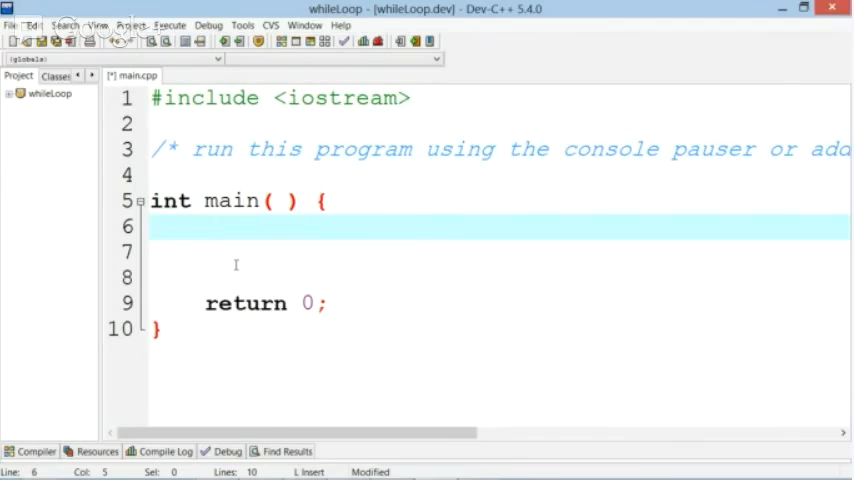 whileLoop - [whileLoop.dev] - Dev-C++ 5.4.0
File Edit Search View Project Execute Debug Tools CVS Window Help
Google+
(globals)
Project Classes [*] main.cpp
whileLoop
1 #include <iostream>
2
3 /* run this program using the console pauser or add
4
5 int main( ) {
6
7
8
9 return 0;
10 }
Compiler Resources Compile Log Debug Find Results
Line: 6 Col: 5 Sel: 0 Lines: 10 L Insert Modified